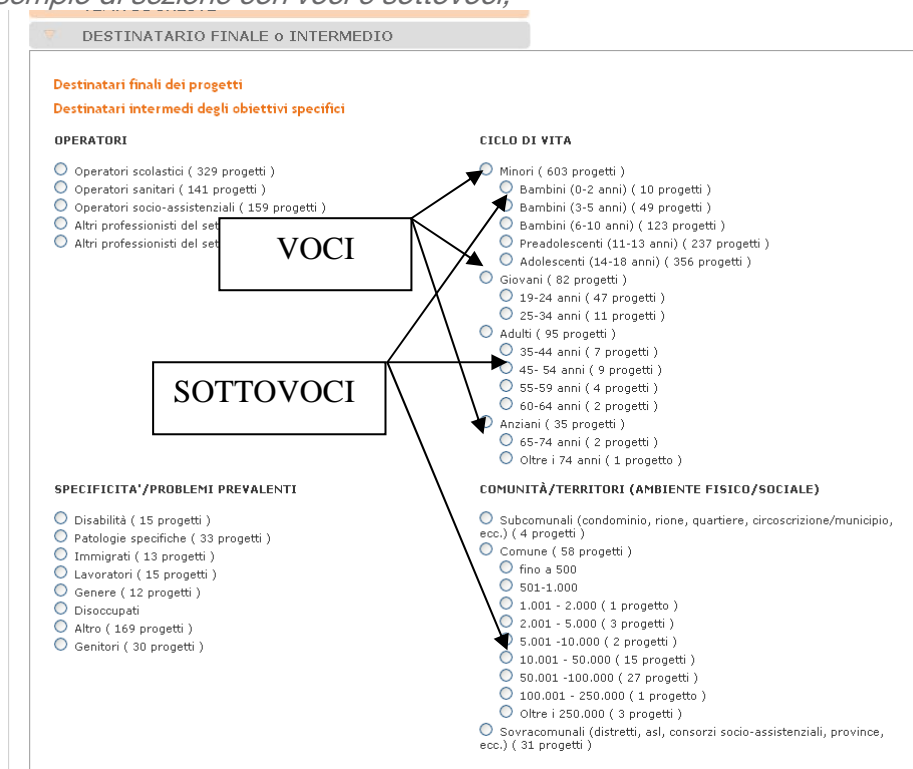 empio di sezione con voci e sottovoci,
DESTINATARIO FINALE o INTERMEDIO
Destinatari finali dei progetti
Destinatari intermedi degli obiettivi specifici
OPERATORI
Operatori scolastici ( 329 progetti )
Operatori sanitari ( 141 progetti )
Operatori socio-assistenziali ( 159 progetti )
Altri professionisti del set
Altri professionisti del set
VOCI
SOTTOVOCI
CICLO DI VITA
Minori ( 603 progetti )
Bambini (0-2 anni) ( 10 progetti )
Bambini (3-5 anni) ( 49 progetti )
Bambini (6-10 anni) ( 123 progetti )
Preadolescenti (11-13 anni) ( 237 progetti )
Adolescenti (14-18 anni) ( 356 progetti )
Giovani ( 82 progetti )
19-24 anni ( 47 progetti )
25-34 anni ( 11 progetti )
Adulti ( 95 progetti )
35-44 anni ( 7 progetti )
45- 54 anni ( 9 progetti )
55-59 anni ( 4 progetti )
60-64 anni ( 2 progetti )
Anziani ( 35 progetti )
65-74 anni ( 2 progetti )
Oltre i 74 anni ( 1 progetto )
SPECIFICITA'/PROBLEMI PREVALENTI
Disabilità ( 15 progetti )
Patologie specifiche ( 33 progetti )
Immigrati ( 13 progetti )
Lavoratori ( 15 progetti )
Genere ( 12 progetti )
Disoccupati
Altro ( 169 progetti )
Genitori ( 30 progetti )
COMUNITÀ/TERRITORI (AMBIENTE FISICO/SOCIALE)
Subcomunali (condominio, rione, quartiere, circoscrizione/municipio,
ecc.) ( 4 progetti )
Comune ( 58 progetti )
fino a 500
501-1.000
1.001 - 2.000 ( 1 progetto )
2.001 - 5.000 ( 3 progetti )
5.001 -10.000 ( 2 progetti )
10.001 - 50.000 ( 15 progetti )
50.001 -100.000 ( 27 progetti )
100.001 - 250.000 ( 1 progetto )
Oltre i 250.000 ( 3 progetti )
Sovracomunali (distretti, asl, consorzi socio-assistenziali, province,
ecc.) ( 31 progetti )